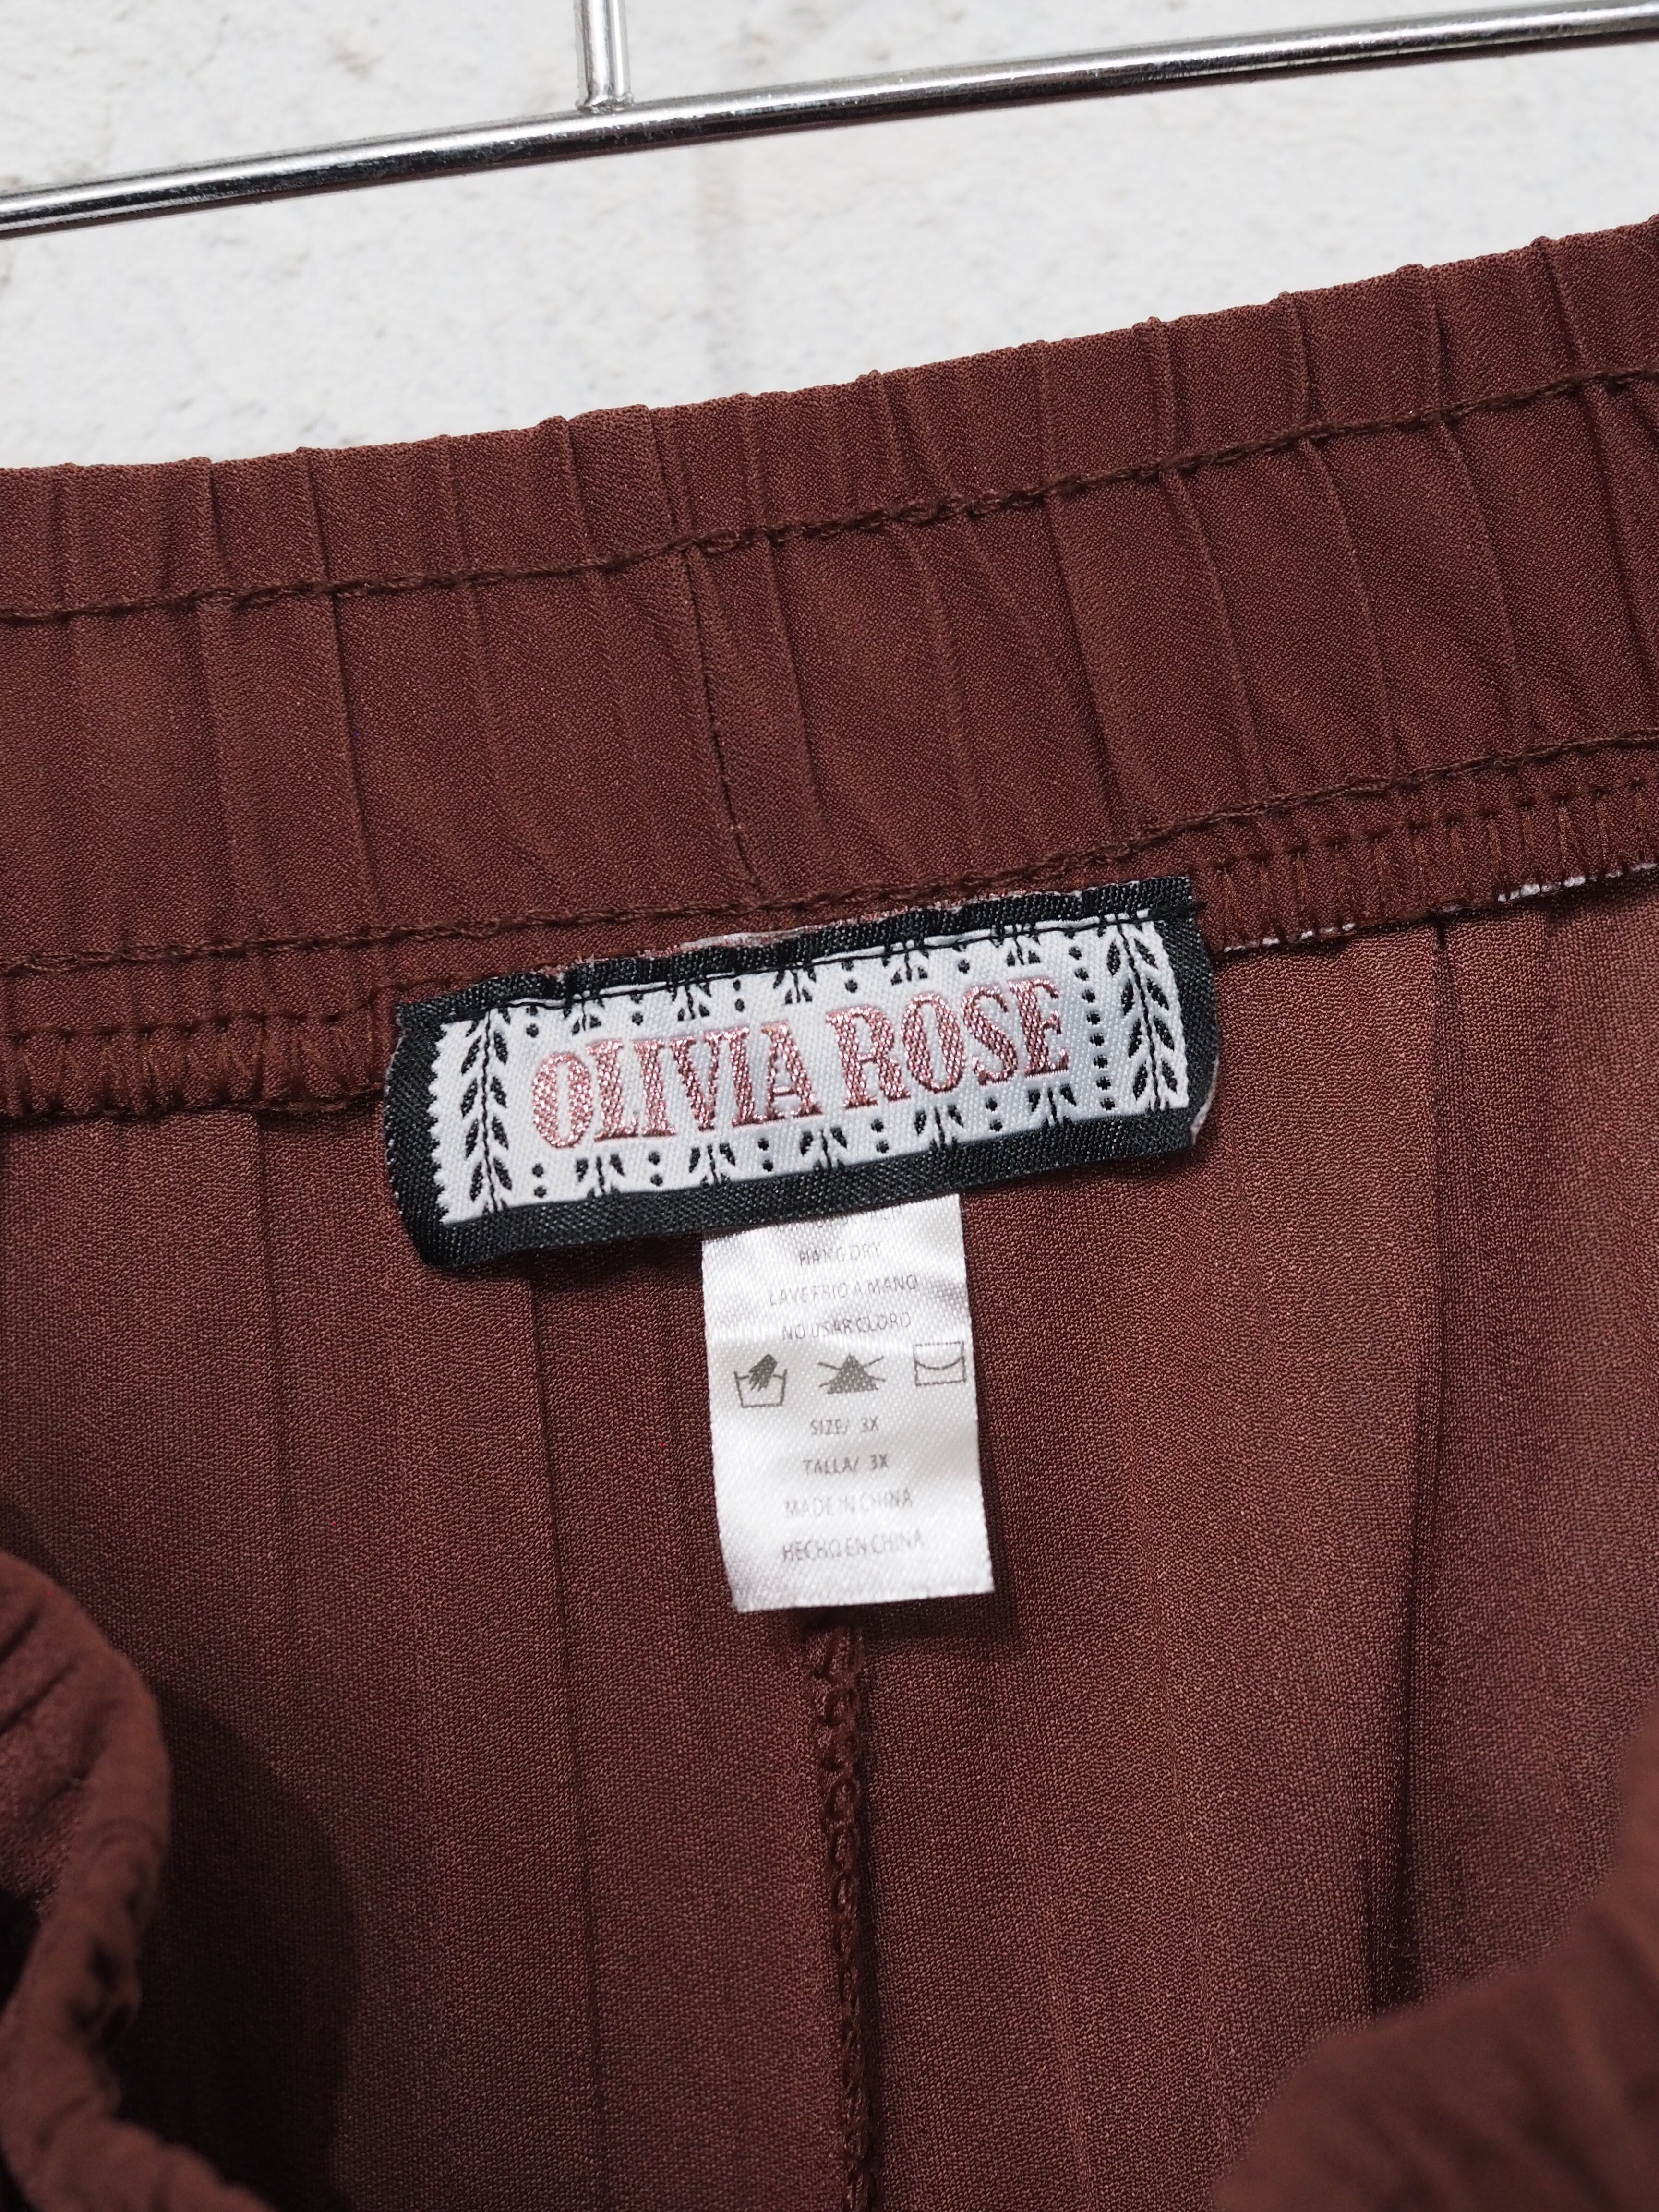 OLIVIA ROSE
HANG DRY
LAVE FRIO A MANO
NO USAR CLORO
SIZE/ 3X
TALLA/ 3X
MADE IN CHINA
HECHO EN CHINA